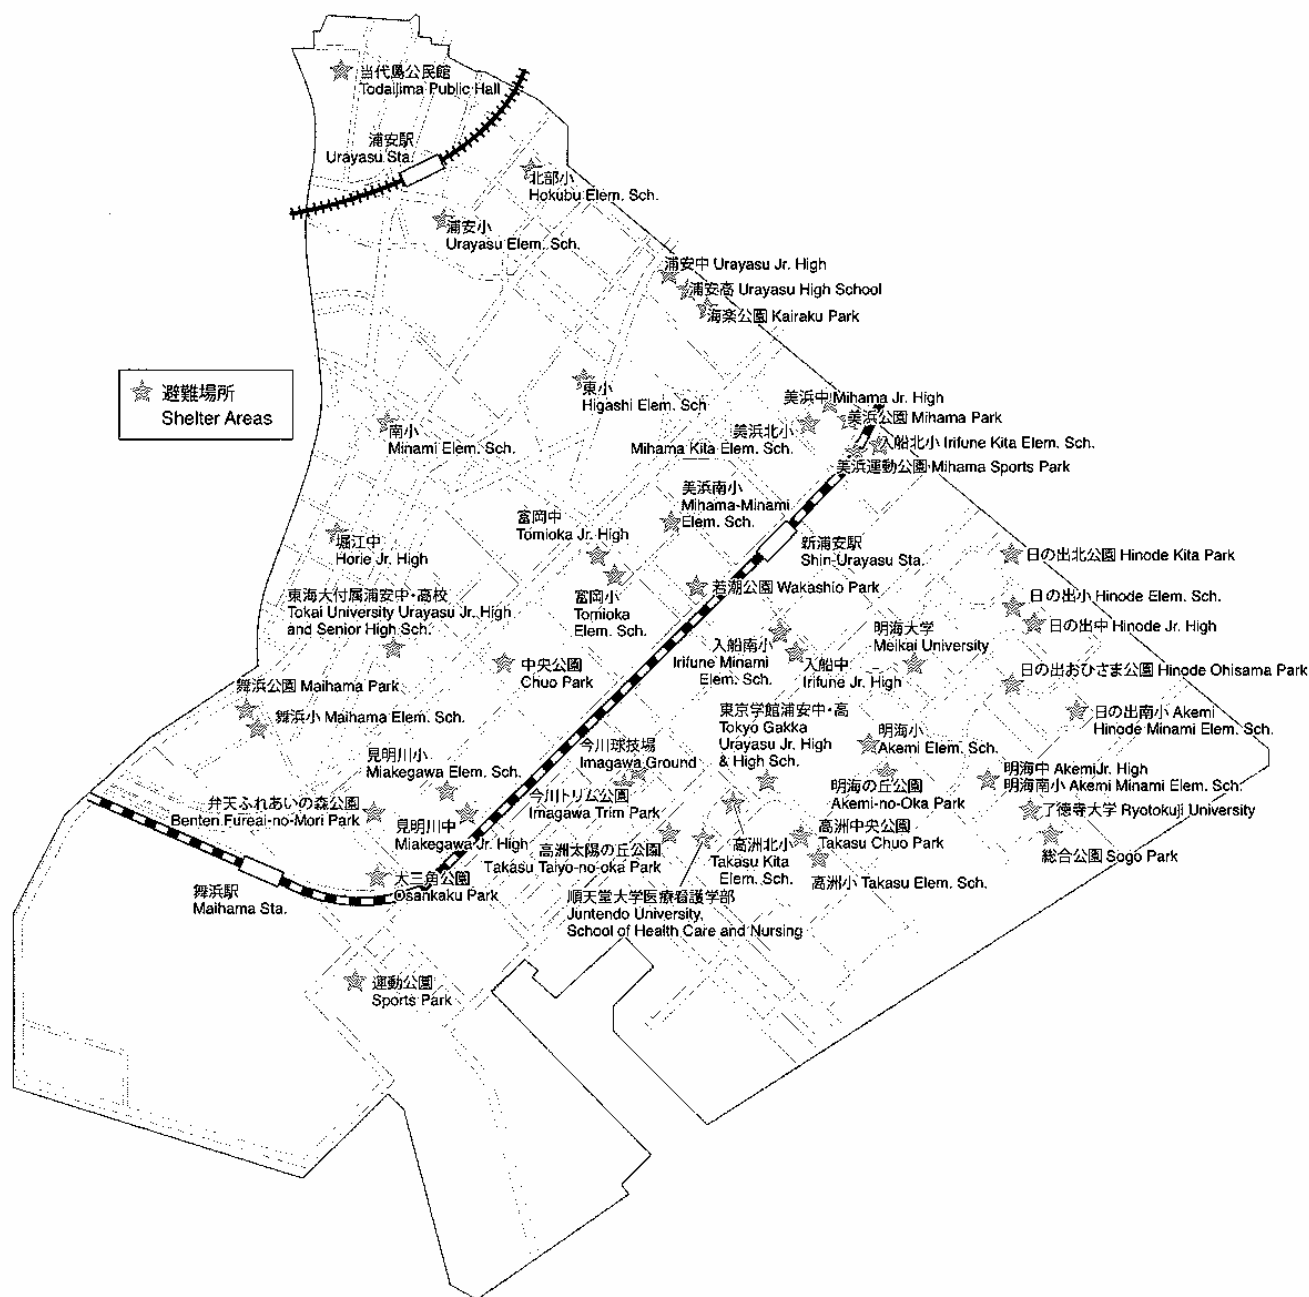 当代島公民館
Todaijima Public Hall
浦安駅
Urayasu Sta.
北部小
Hokubu Elem. Sch.
浦安小
Urayasu Elem. Sch.
浦安中 Urayasu Jr. High
浦安高 Urayasu High School
海楽公園 Kairaku Park
避難場所
Shelter Areas
東小
Higashi Elem. Sch
美浜中 Mihama Jr. High
美浜公園 Mihama Park
南小
Minami Elem. Sch.
美浜北小
Mihama Kita Elem. Sch.
入船北小 Irifune Kita Elem. Sch.
美浜運動公園 Mihama Sports Park
美浜南小
Mihama-Minami
Elem. Sch.
富岡中
Tomioka Jr. High
堀江中
Horie Jr. High
新浦安駅
Shin-Urayasu Sta.
日の出北公園 Hinode Kita Park
東海大付属浦安中・高校
Tokai University Urayasu Jr. High
and Senior High Sch.
富岡小
Tomioka
Elem. Sch.
若潮公園 Wakashio Park
日の出小 Hinode Elem. Sch.
日の出中 Hinode Jr. High
入船南小
Irifune Minami
Elem. Sch.
入船中
Irifune Jr. High
明海大学
Meikai University
中央公園
Chuo Park
日の出おひさま公園 Hinode Ohisama Park
舞浜公園 Maihama Park
舞浜小 Maihama Elem. Sch.
東京学館浦安中・高
Tokyo Gakka
Urayasu Jr. High
& High Sch.
日の出南小 Akemi
Hinode Minami Elem. Sch.
明海小
Akemi Elem. Sch.
見明川小
Miakegawa Elem. Sch.
今川球技場
Imagawa Ground
明海中 AkemiJr. High
明海南小 Akemi Minami Elem. Sch.
弁天ふれあいの森公園
Benten Fureai-no-Mori Park
今川トリム公園
Imagawa Trim Park
明海の丘公園
Akemi-no-Oka Park
了徳寺大学 Ryotokuji University
見明川中
Miakegawa Jr. High
高洲太陽の丘公園
Takasu Taiyo-no-oka Park
高洲北小
Takasu Kita
Elem. Sch.
高洲中央公園
Takasu Chuo Park
総合公園 Sogo Park
舞浜駅
Maihama Sta.
大三角公園
Osankaku Park
高洲小 Takasu Elem. Sch.
順天堂大学医療看護学部
Juntendo University,
School of Health Care and Nursing
運動公園
Sports Park